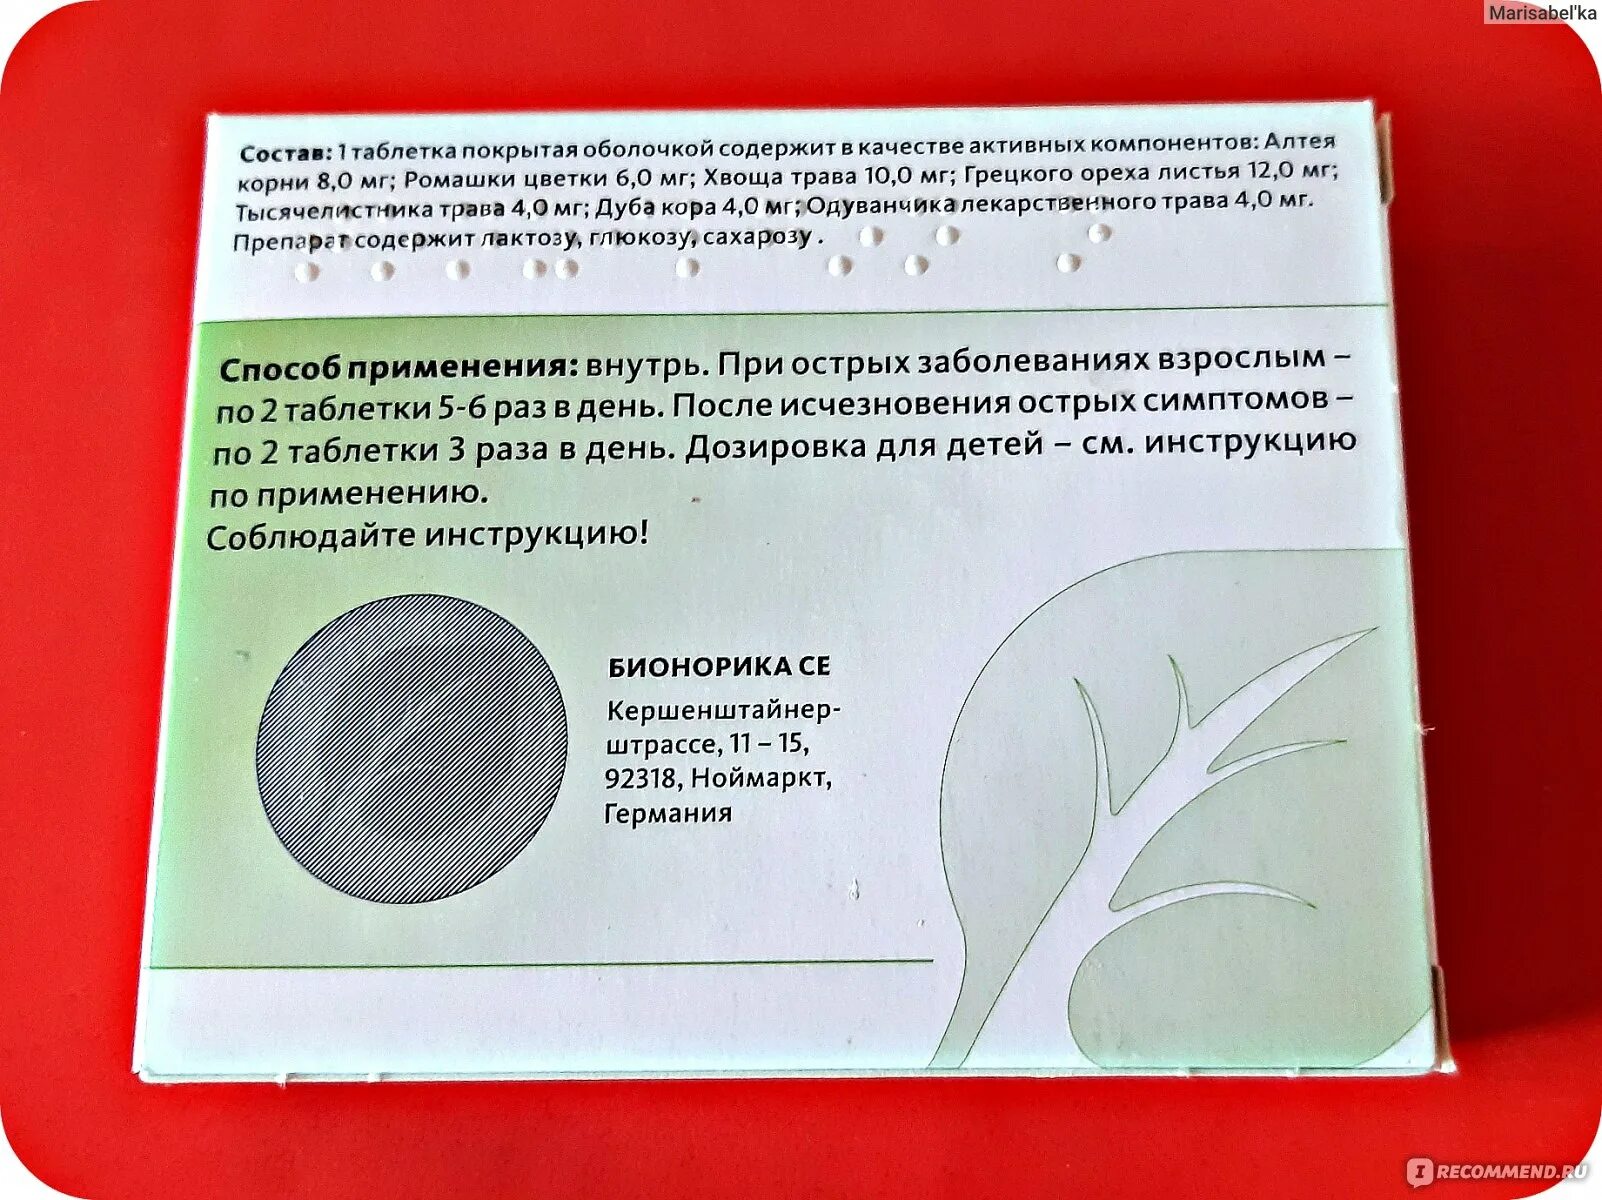 Marisabel'ka
Состав: 1 таблетка покрытая оболочкой содержит в качестве активных компонентов: Алтея
корни 8,0 мг; Ромашки цветки 6,0 мг; Хвоща трава 10,0 мг; Грецкого ореха листья 12,0 мг;
Тысячелистника трава 4,0 мг; Дуба кора 4,0 мг; Одуванчика лекарственного трава 4,0 мг.
Препарат содержит лактозу, глюкозу, сахарозу.
Способ применения: внутрь. При острых заболеваниях взрослым –
по 2 таблетки 5-6 раз в день. После исчезновения острых симптомов –
по 2 таблетки 3 раза в день. Дозировка для детей – см. инструкцию
по применению.
Соблюдайте инструкцию!
БИОНОРИКА СЕ
Кершенштайнер-
штрассе, 11 – 15,
92318, Ноймаркт,
Германия
IRECOMMEND.RU